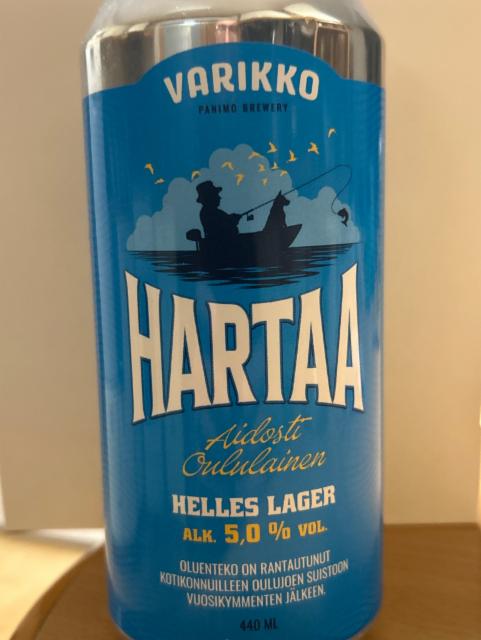 VARIKKO
PANIMO BREWERY
HARTAA
Aidosti
Oululainen
HELLES LAGER
ALK. 5,0 % VOL.
OLUENTEKO ON RANTAUTUNUT
KOTIKONNUILLEEN OULUJOEN SUISTOON
VUOSIKYMMENTEN JÄLKEEN.
440 ML